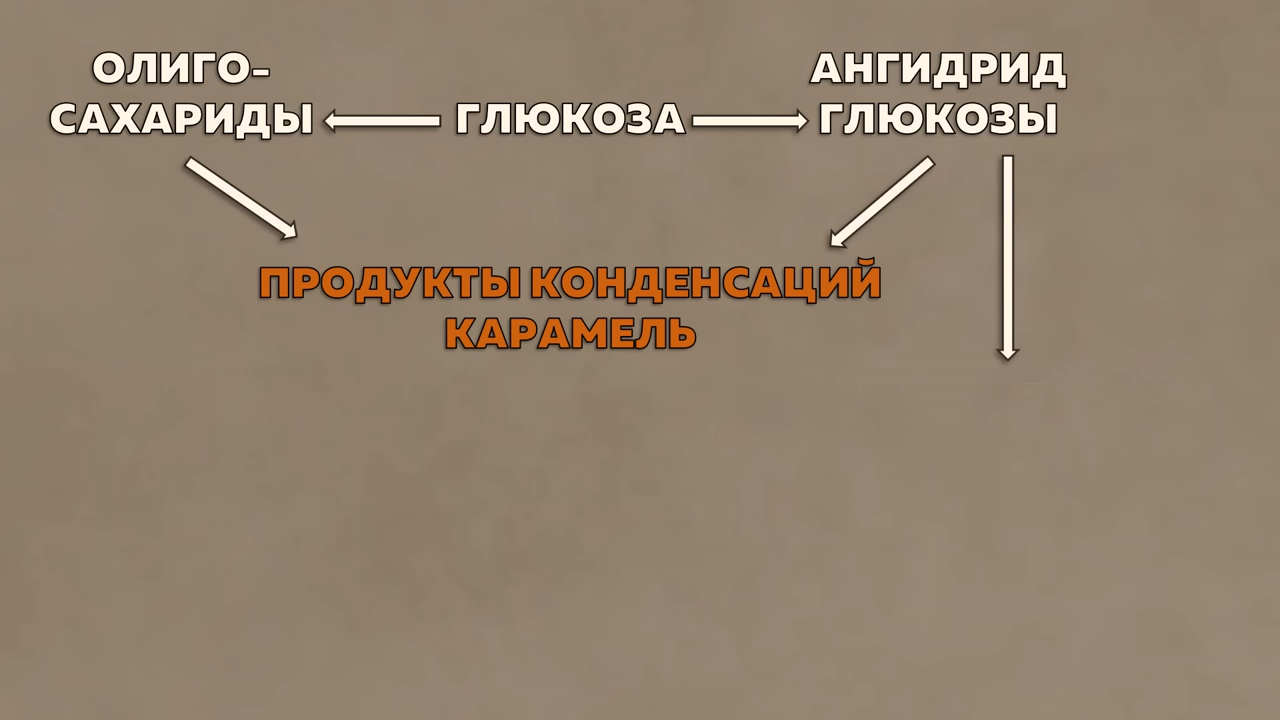 ОЛИГО-
САХАРИДЫ
ГЛЮКОЗА
АНГИДРИД
ГЛЮКОЗЫ
ПРОДУКТЫ КОНДЕНСАЦИЙ
КАРАМЕЛЬ